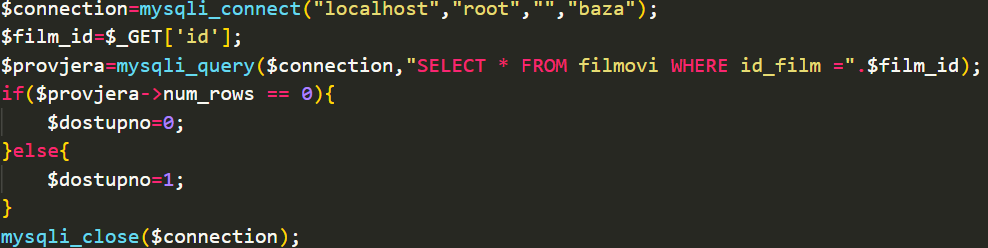 $connection=mysqli_connect("localhost","root","","baza");
$film_id=$_GET['id'];
$provjera=mysqli_query($connection,"SELECT * FROM filmovi WHERE id_film =".$film_id);
if($provjera->num_rows == 0){
    $dostupno=0;
}else{
    $dostupno=1;
}
mysqli_close($connection);